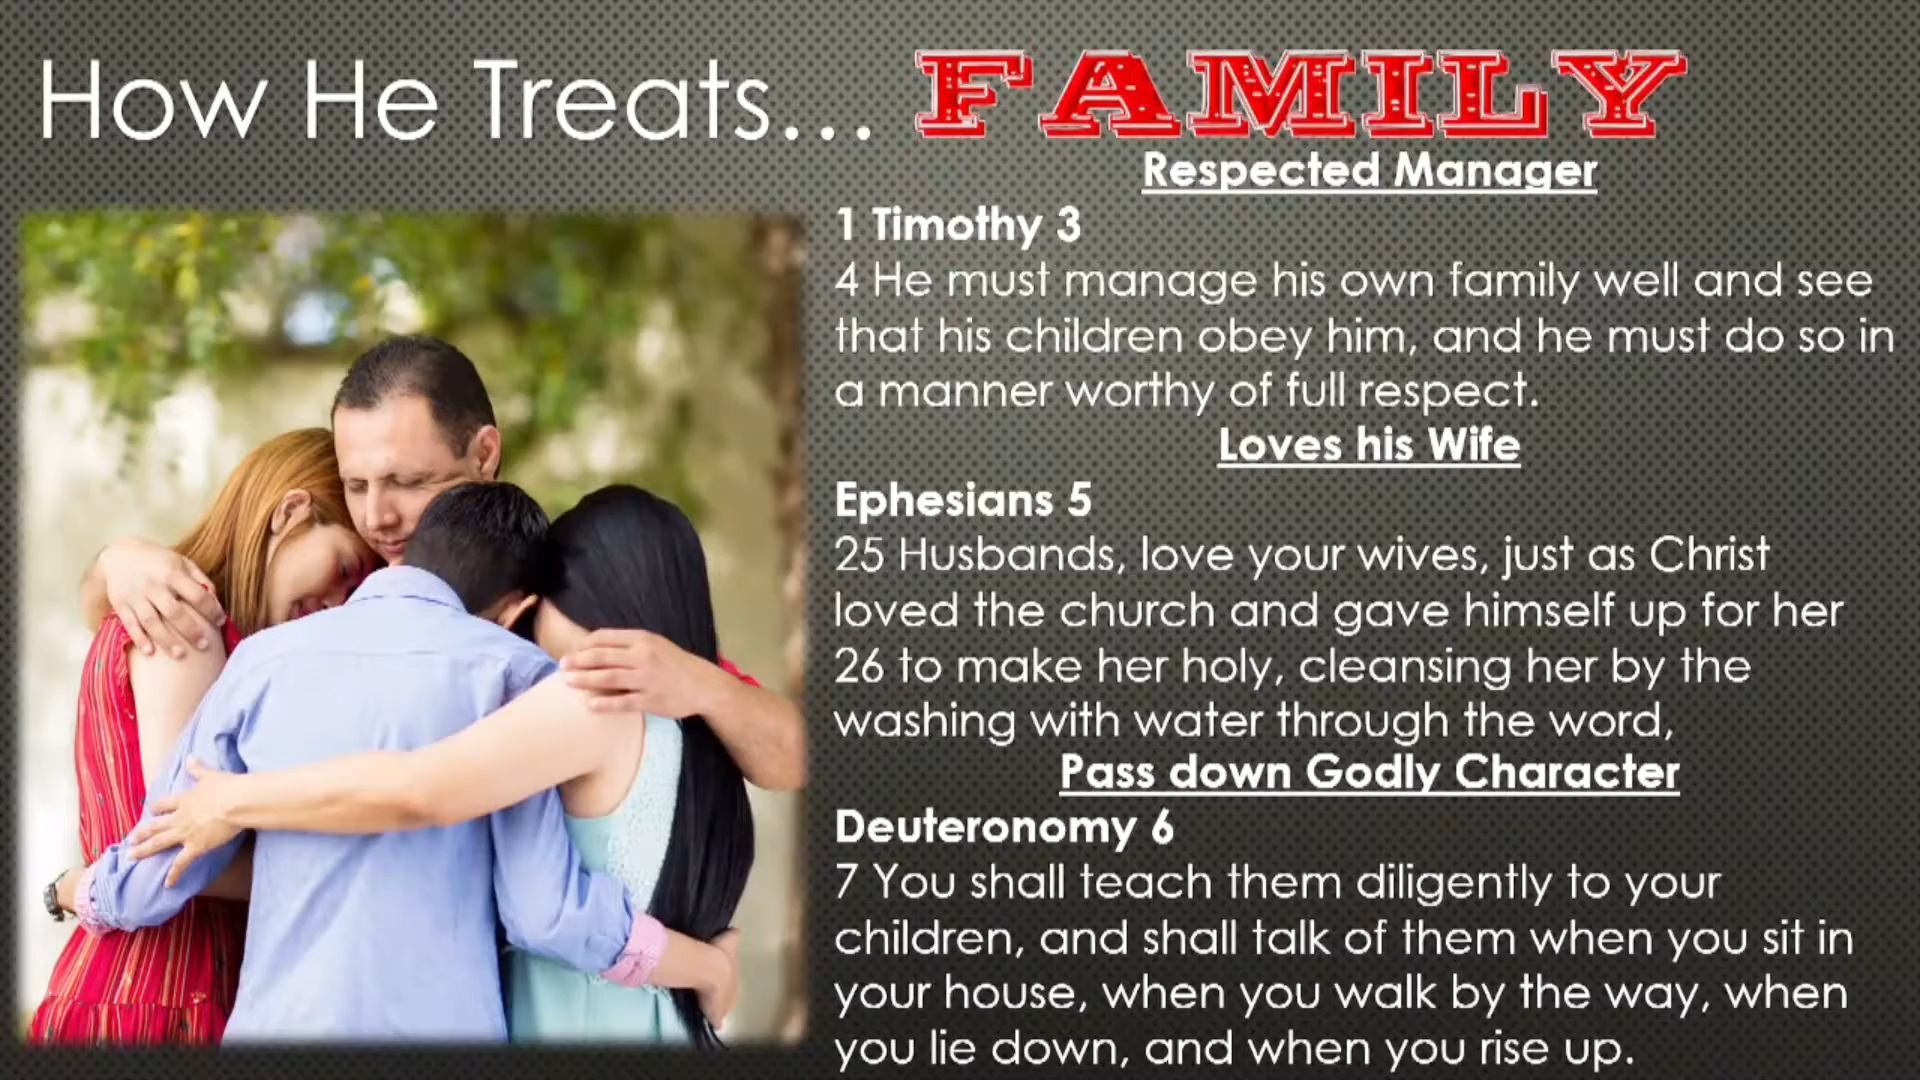 How He Treats... FAMILY
Respected Manager
1 Timothy 3
4 He must manage his own family well and see
that his children obey him, and he must do so in
a manner worthy of full respect.
Loves his Wife
Ephesians 5
25 Husbands, love your wives, just as Christ
loved the church and gave himself up for her
26 to make her holy, cleansing her by the
washing with water through the word,
Pass down Godly Character
Deuteronomy 6
7 You shall teach them diligently to your
children, and shall talk of them when you sit in
your house, when you walk by the way, when
you lie down, and when you rise up.